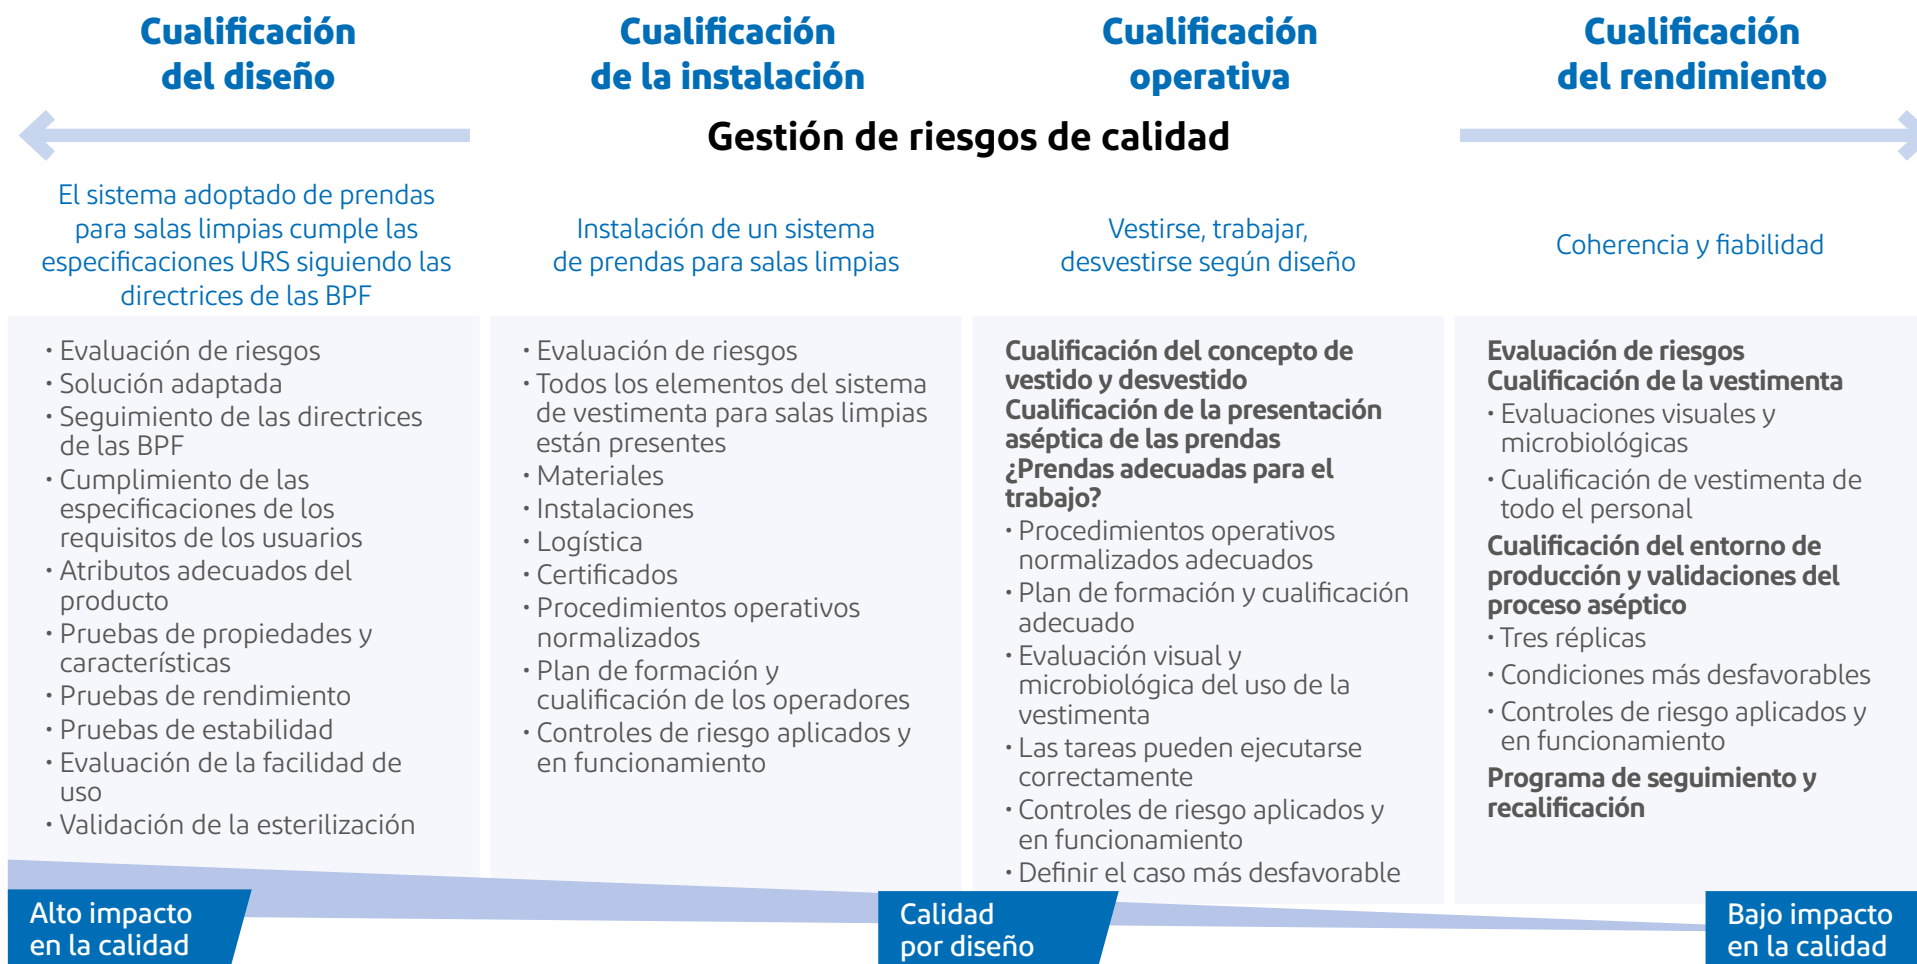 Cualificación
del diseño
Cualificación
de la instalación
Cualificación
operativa
Cualificación
del rendimiento
Gestión de riesgos de calidad
El sistema adoptado de prendas
para salas limpias cumple las
especificaciones URS siguiendo las
directrices de las BPF
Instalación de un sistema
de prendas para salas limpias
Vestirse, trabajar,
desvestirse según diseño
Coherencia y fiabilidad
• Evaluación de riesgos
• Solución adaptada
• Seguimiento de las directrices
de las BPF
• Cumplimiento de las
especificaciones de los
requisitos de los usuarios
• Atributos adecuados del
producto
• Pruebas de propiedades y
características
• Pruebas de rendimiento
• Pruebas de estabilidad
• Evaluación de la facilidad de
uso
• Validación de la esterilización
• Evaluación de riesgos
• Todos los elementos del sistema
de vestimenta para salas limpias
están presentes
• Materiales
• Instalaciones
• Logística
• Certificados
• Procedimientos operativos
normalizados
• Plan de formación y
cualificación de los operadores
• Controles de riesgo aplicados y
en funcionamiento
Cualificación del concepto de
vestido y desvestido
Cualificación de la presentación
aséptica de las prendas
¿Prendas adecuadas para el
trabajo?
• Procedimientos operativos
normalizados adecuados
• Plan de formación y cualificación
adecuado
• Evaluación visual y
microbiológica del uso de la
vestimenta
• Las tareas pueden ejecutarse
correctamente
• Controles de riesgo aplicados y
en funcionamiento
• Definir el caso más desfavorable
Evaluación de riesgos
Cualificación de la vestimenta
• Evaluaciones visuales y
microbiológicas
• Cualificación de vestimenta de
todo el personal
Cualificación del entorno de
producción y validaciones del
proceso aséptico
• Tres réplicas
• Condiciones más desfavorables
• Controles de riesgo aplicados y
en funcionamiento
Programa de seguimiento y
recalificación
Alto impacto
en la calidad
Calidad
por diseño
Bajo impacto
en la calidad